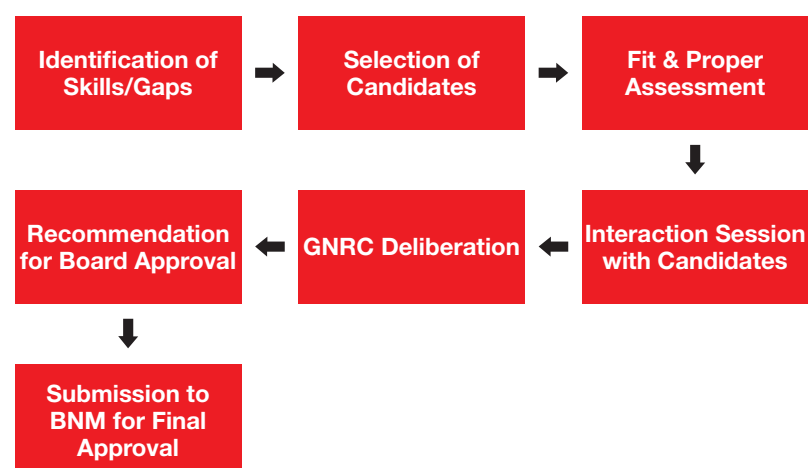 Identification of
Skills/Gaps
Selection of
Candidates
Fit & Proper
Assessment
Interaction Session
with Candidates
GNRC Deliberation
Recommendation
for Board Approval
Submission to
BNM for Final
Approval